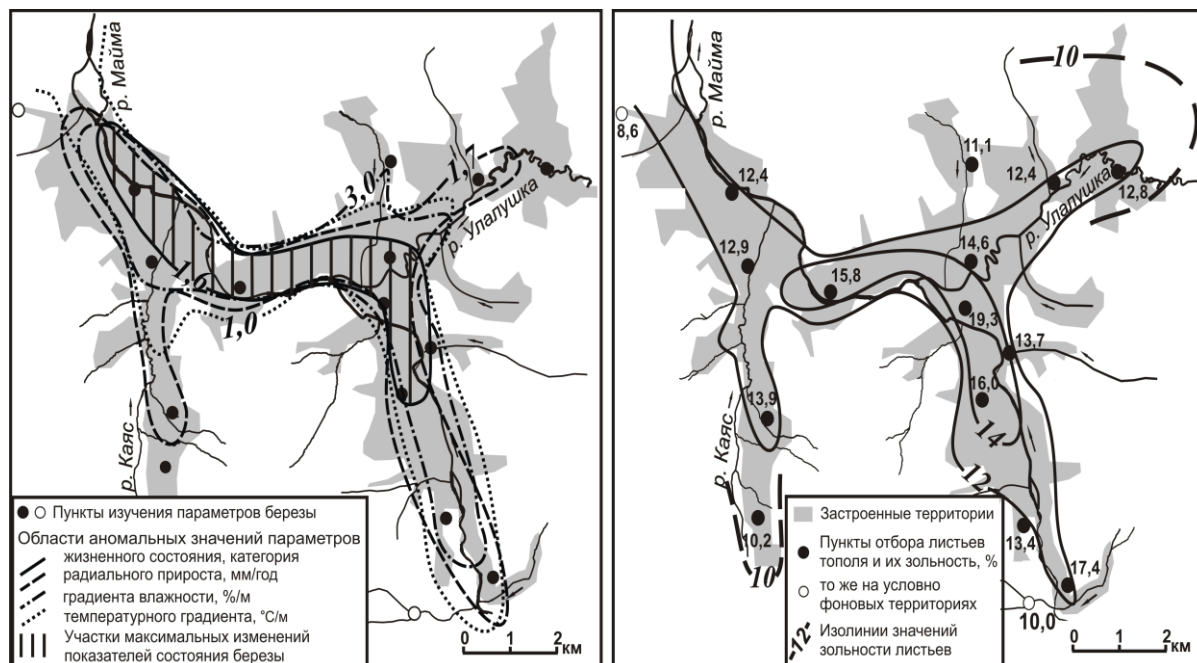 р. Майма
3,0
1,1
р. Улалушка
1,6
1,0
р. Каяс
Пункты изучения параметров березы
Области аномальных значений параметров
жизненного состояния, категория
радиального прироста, мм/год
градиента влажности, %/м
температурного градиента, °С/м
Участки максимальных изменений
показателей состояния березы
0 1 2
км
р. Майма
10
8,6
11,1
12,4
12,4
12,8
р. Улалушка
12,9
14,6
15,8
19,3
13,7
16,0
13,9
14
р. Каяс
12
10,2
10
13,4
17,4
10,0
Застроенные территории
Пункты отбора листьев
тополя и их зольность, %
то же на условно
фоновых территориях
-12- Изолинии значений
зольности листьев
0 1 2
км